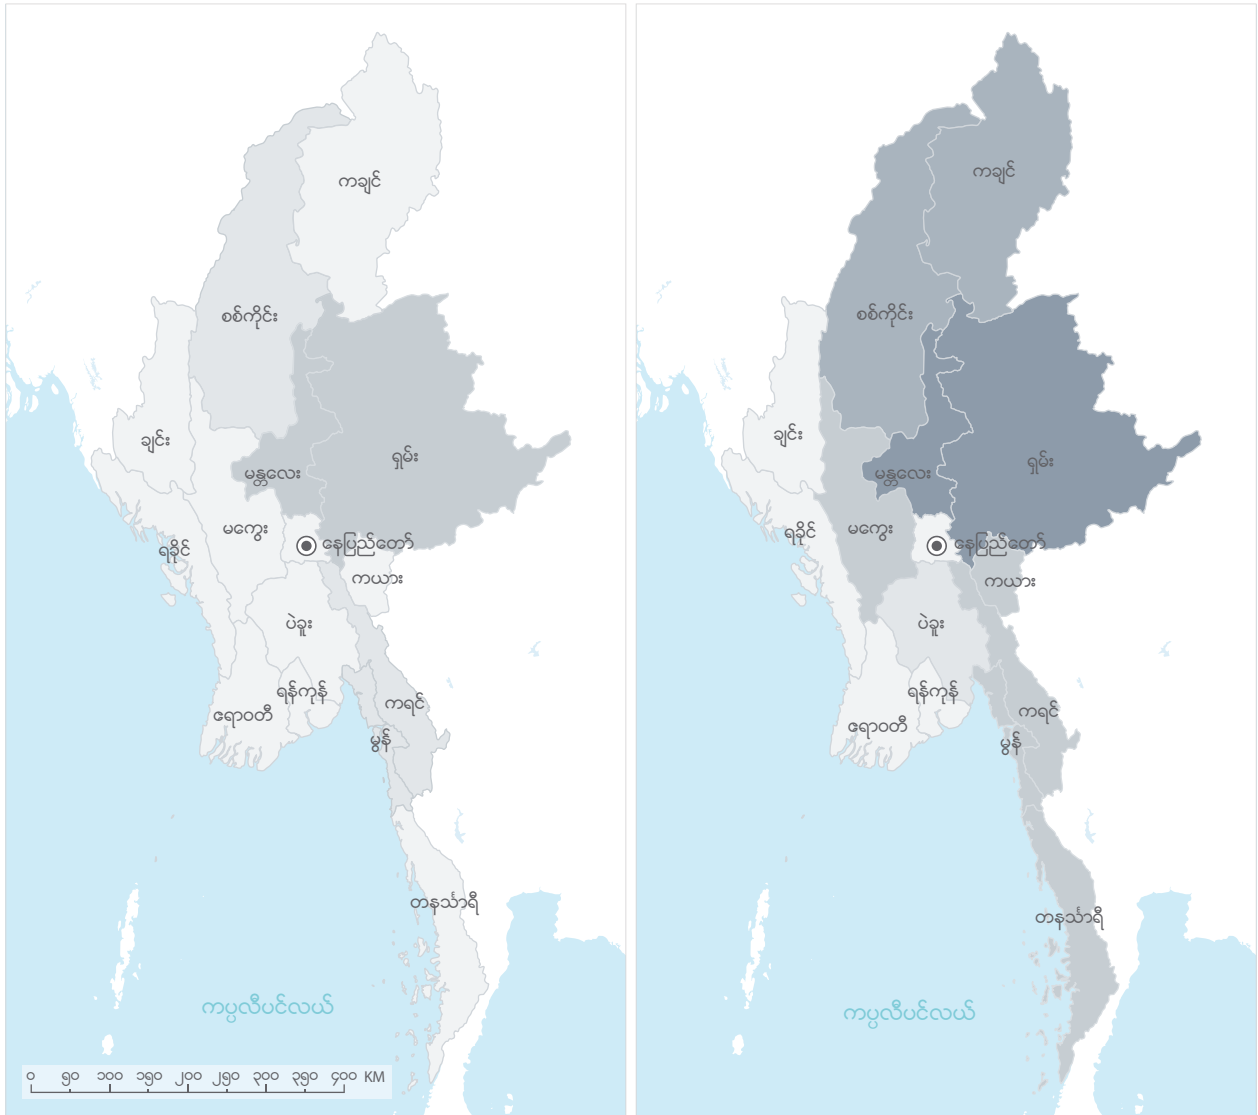 ကချင်
စစ်ကိုင်း
ချင်း
ရှမ်း
မန္တလေး
မကွေး
နေပြည်တော်
ရခိုင်
ကယား
ပဲခူး
ရန်ကုန်
ကရင်
ဧရာဝတီ
မွန်
တနင်္သာရီ
ကပ္ပလီပင်လယ်
၀ ၅၀ ၁၀၀ ၁၅၀ ၂၀၀ ၂၅၀ ၃၀၀ ၃၅၀ ၄၀၀ KM
ကချင်
စစ်ကိုင်း
ချင်း
ရှမ်း
မန္တလေး
မကွေး
ရခိုင်
နေပြည်တော်
ကယား
ပဲခူး
ရန်ကုန်
ကရင်
ဧရာဝတီ
မွန်
တနင်္သာရီ
ကပ္ပလီပင်လယ်